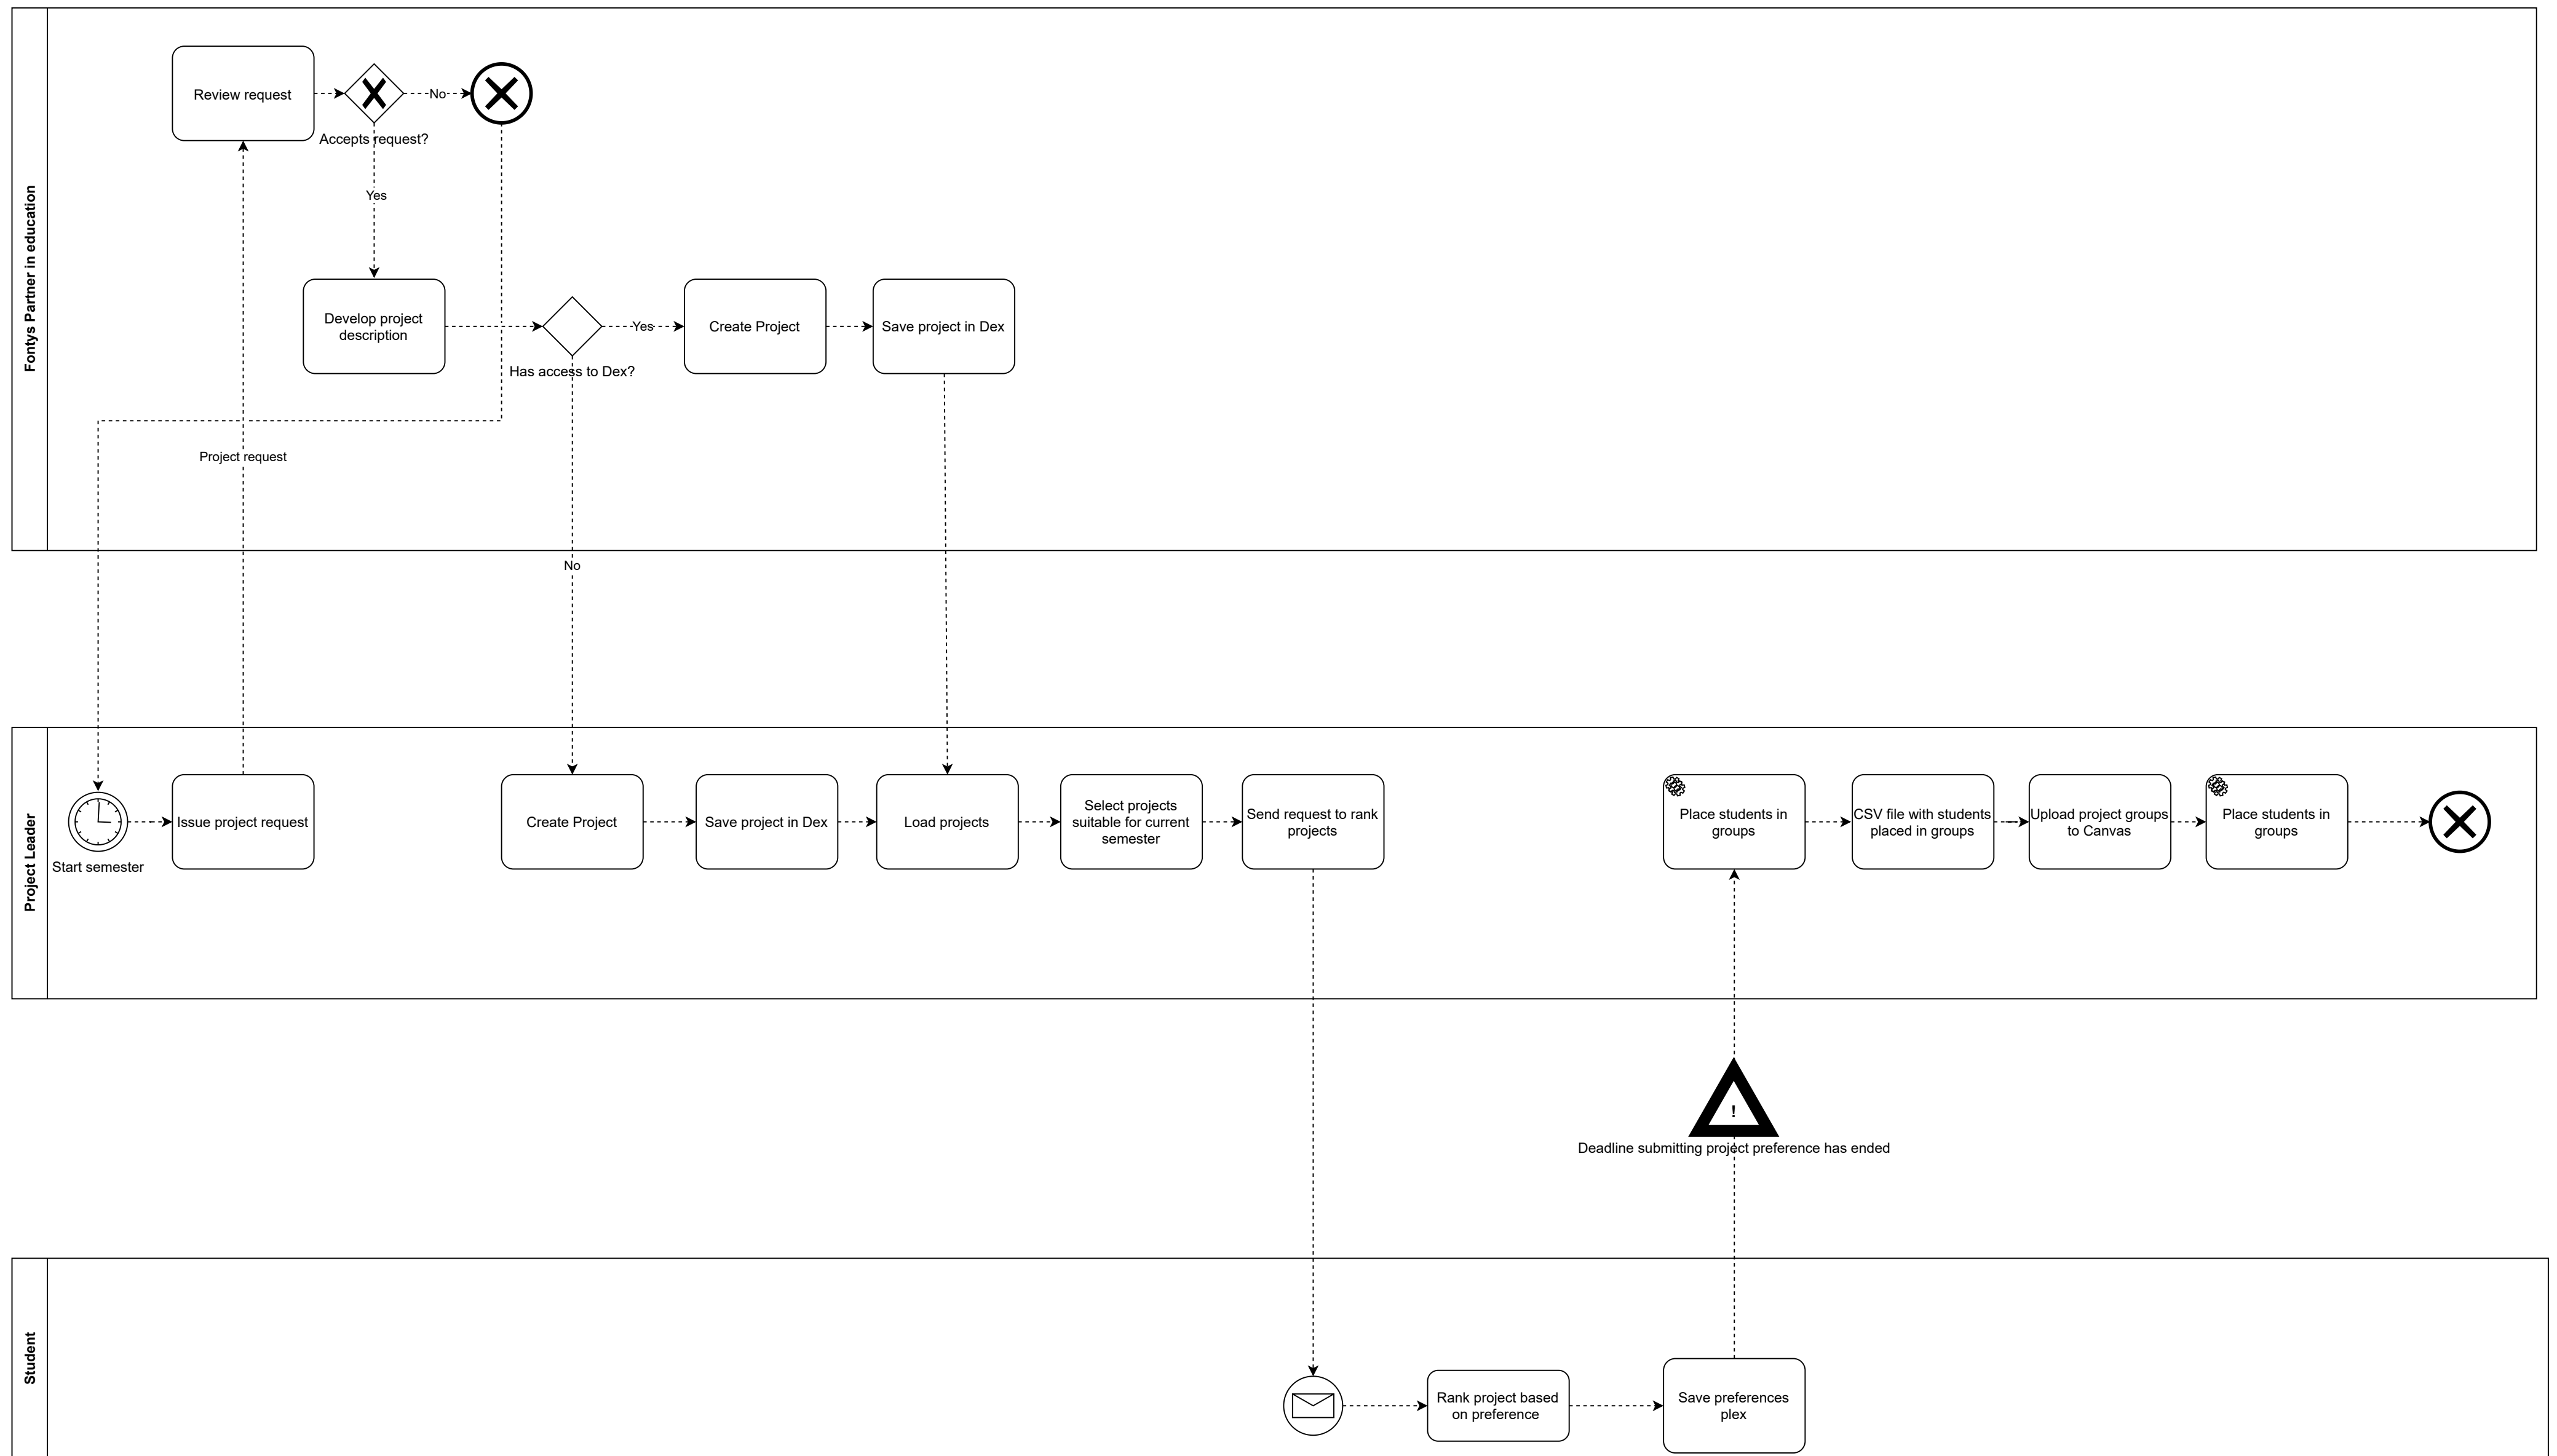 Fontys Partner in education
Review request
No
Accepts request?
Yes
Develop project
description
Has access to Dex?
Yes
Create Project
Save project in Dex
Project request
No
Project Leader
Start semester
Issue project request
Create Project
Save project in Dex
Load projects
Select projects
suitable for current
semester
Send request to rank
projects
Place students in
groups
CSV file with students
placed in groups
Upload project groups
to Canvas
Place students in
groups
!
Deadline submitting project preference has ended
Student
Rank project based
on preference
Save preferences
plex